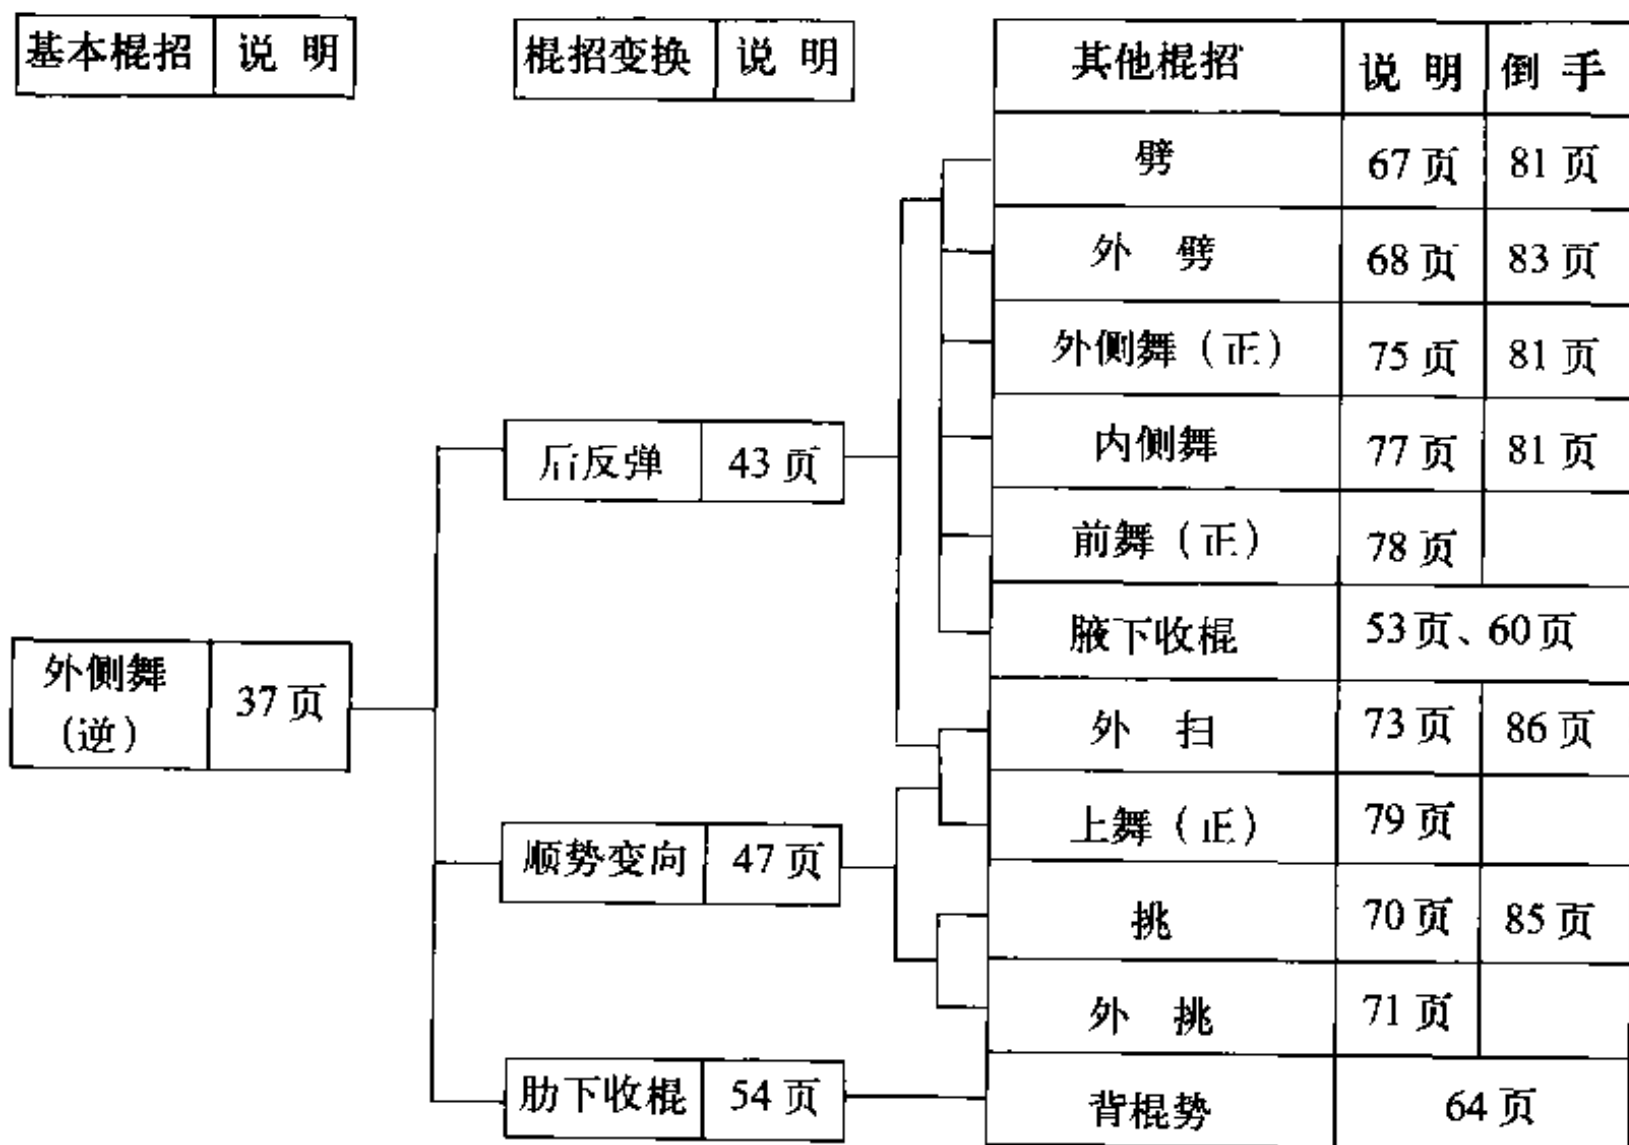 基本棍招 说 明 棍招变换 说 明 其他棍招 说 明 倒 手
劈 67页 81页
外 劈 68页 83页
外侧舞（正） 75页 81页
后反弹 43页 内侧舞 77页 81页
前舞（正） 78页
腋下收棍 53页、60页
外侧舞 37页
（逆）
外 扫 73页 86页
上舞（正） 79页
顺势变向 47页
挑 70页 85页
外 挑 71页
肋下收棍 54页 背棍势 64页